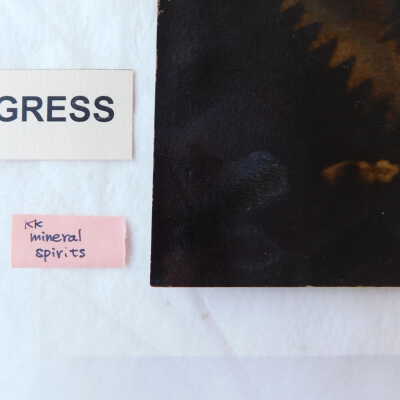 GRESS
KK
mineral
spirits